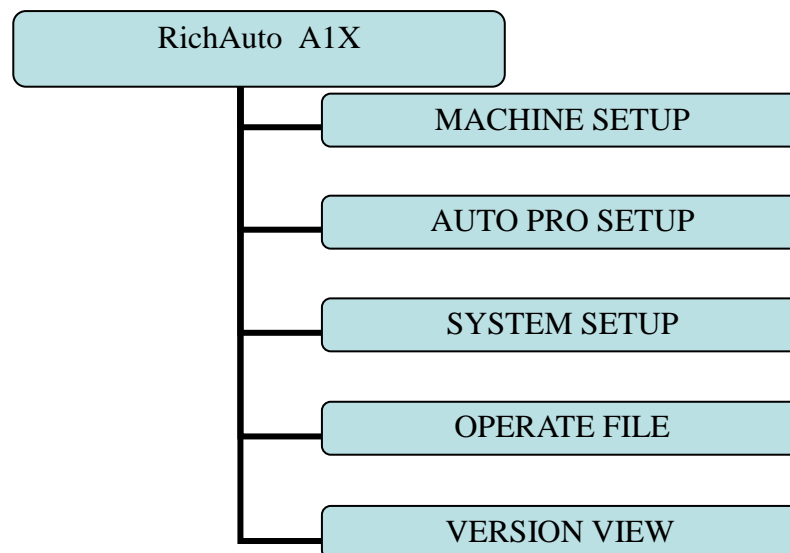 RichAuto A1X
MACHINE SETUP
AUTO PRO SETUP
SYSTEM SETUP
OPERATE FILE
VERSION VIEW